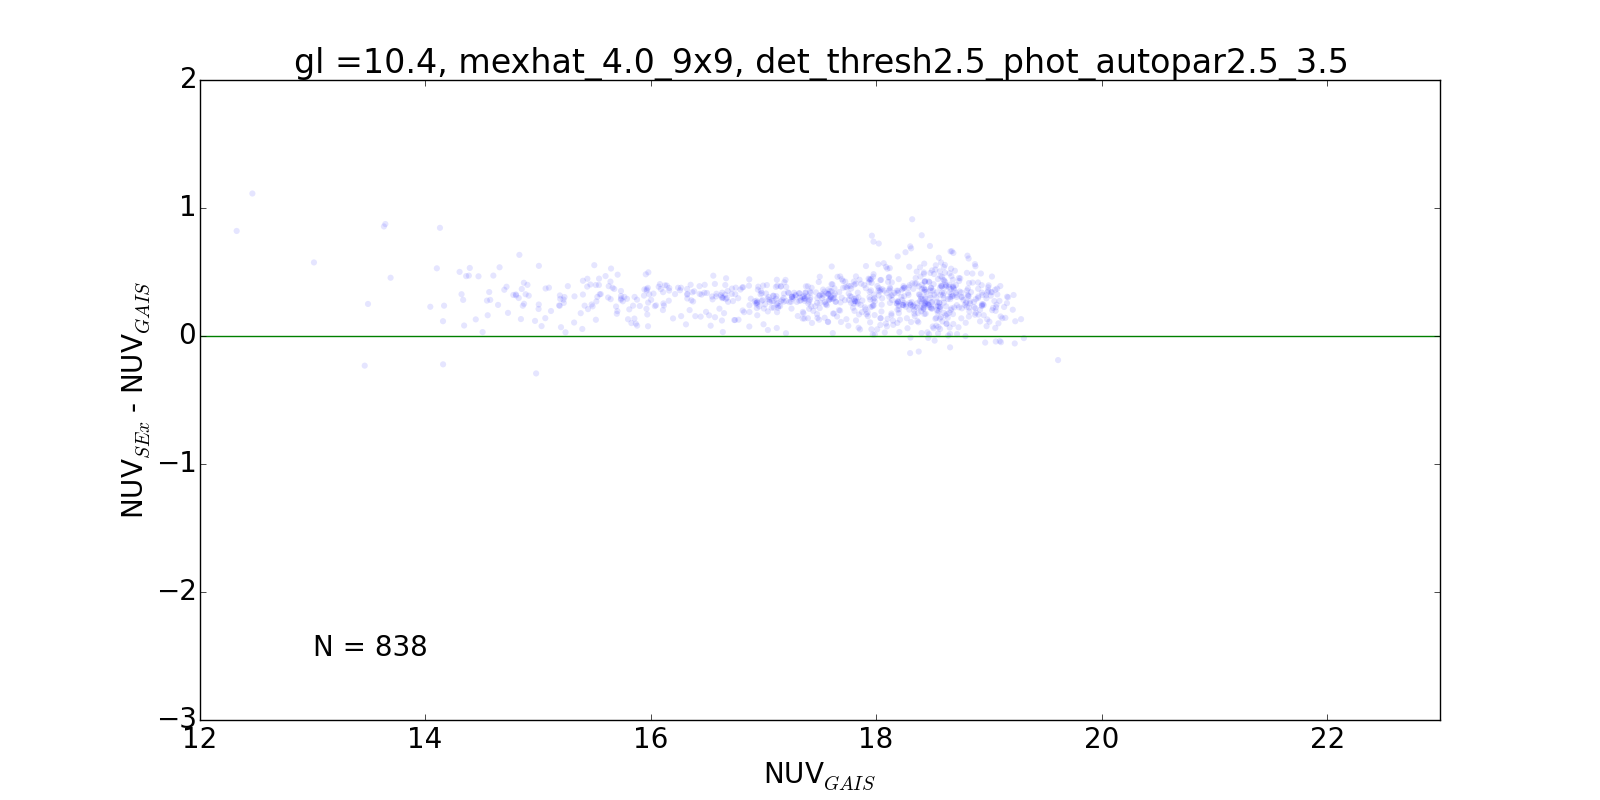 gl =10.4, mexhat_4.0_9x9, det_thresh2.5_phot_autopar2.5_3.5
2
1
0
−1
−2
−3
NUV_SEx - NUV_GAIS
N = 838
12 14 16 18 20 22
NUV_GAIS